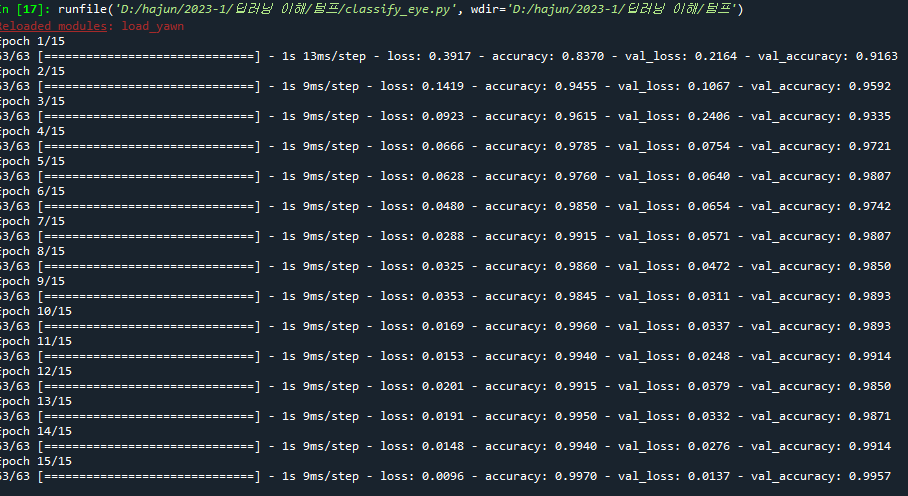 In [17]: runfile('D:/hajun/2023-1/딥러닝 이해/텀프/classify_eye.py', wdir='D:/hajun/2023-1/딥러닝 이해/텀프')
Reloaded modules: load_yawn
Epoch 1/15
63/63 [==============================] - 1s 13ms/step - loss: 0.3917 - accuracy: 0.8370 - val_loss: 0.2164 - val_accuracy: 0.9163
Epoch 2/15
63/63 [==============================] - 1s 9ms/step - loss: 0.1419 - accuracy: 0.9455 - val_loss: 0.1067 - val_accuracy: 0.9592
Epoch 3/15
63/63 [==============================] - 1s 9ms/step - loss: 0.0923 - accuracy: 0.9615 - val_loss: 0.2406 - val_accuracy: 0.9335
Epoch 4/15
63/63 [==============================] - 1s 9ms/step - loss: 0.0666 - accuracy: 0.9785 - val_loss: 0.0754 - val_accuracy: 0.9721
Epoch 5/15
63/63 [==============================] - 1s 9ms/step - loss: 0.0628 - accuracy: 0.9760 - val_loss: 0.0640 - val_accuracy: 0.9807
Epoch 6/15
63/63 [==============================] - 1s 9ms/step - loss: 0.0480 - accuracy: 0.9850 - val_loss: 0.0654 - val_accuracy: 0.9742
Epoch 7/15
63/63 [==============================] - 1s 9ms/step - loss: 0.0288 - accuracy: 0.9915 - val_loss: 0.0571 - val_accuracy: 0.9807
Epoch 8/15
63/63 [==============================] - 1s 9ms/step - loss: 0.0325 - accuracy: 0.9860 - val_loss: 0.0472 - val_accuracy: 0.9850
Epoch 9/15
63/63 [==============================] - 1s 9ms/step - loss: 0.0353 - accuracy: 0.9845 - val_loss: 0.0311 - val_accuracy: 0.9893
Epoch 10/15
63/63 [==============================] - 1s 9ms/step - loss: 0.0169 - accuracy: 0.9960 - val_loss: 0.0337 - val_accuracy: 0.9893
Epoch 11/15
63/63 [==============================] - 1s 9ms/step - loss: 0.0153 - accuracy: 0.9940 - val_loss: 0.0248 - val_accuracy: 0.9914
Epoch 12/15
63/63 [==============================] - 1s 9ms/step - loss: 0.0201 - accuracy: 0.9915 - val_loss: 0.0379 - val_accuracy: 0.9850
Epoch 13/15
63/63 [==============================] - 1s 9ms/step - loss: 0.0191 - accuracy: 0.9950 - val_loss: 0.0332 - val_accuracy: 0.9871
Epoch 14/15
63/63 [==============================] - 1s 9ms/step - loss: 0.0148 - accuracy: 0.9940 - val_loss: 0.0276 - val_accuracy: 0.9914
Epoch 15/15
63/63 [==============================] - 1s 9ms/step - loss: 0.0096 - accuracy: 0.9970 - val_loss: 0.0137 - val_accuracy: 0.9957